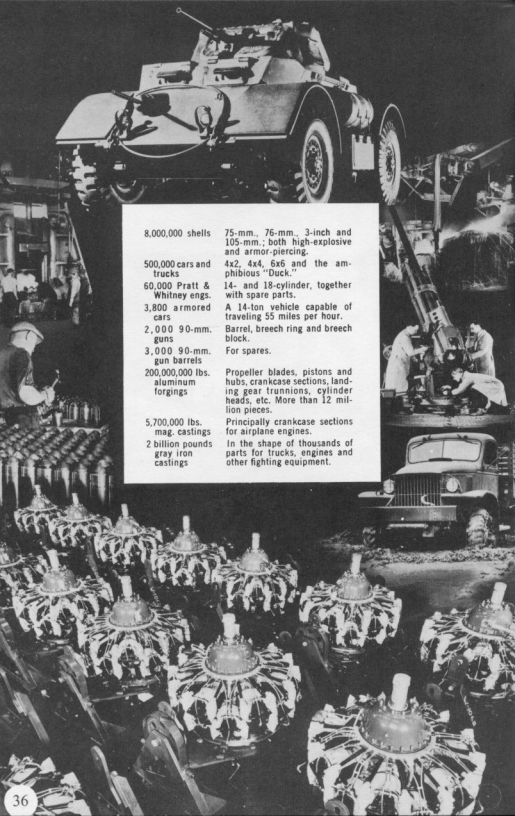 8,000,000 shells 75-mm., 76-mm., 3-inch and
105-mm.; both high-explosive
and armor-piercing.
500,000 cars and 4x2, 4x4, 6x6 and the am-
trucks phibious "Duck."
60,000 Pratt & 14- and 18-cylinder, together
Whitney engs. with spare parts.
3,800 armored A 14-ton vehicle capable of
cars traveling 55 miles per hour.
2,000 90-mm. Barrel, breech ring and breech
guns block.
3,000 90-mm. For spares.
gun barrels
200,000,000 lbs. Propeller blades, pistons and
aluminum hubs, crankcase sections, land-
forgings ing gear trunnions, cylinder
heads, etc. More than 12 mil-
lion pieces.
5,700,000 lbs. Principally crankcase sections
mag. castings for airplane engines.
2 billion pounds In the shape of thousands of
gray iron parts for trucks, engines and
castings other fighting equipment.
36